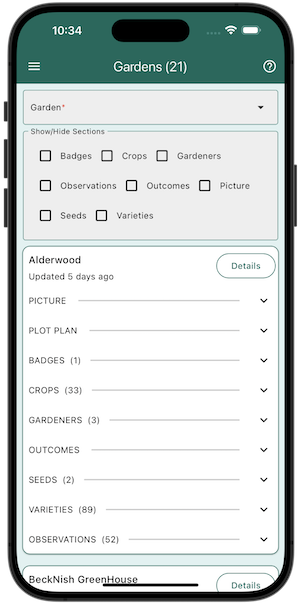 10:34
Gardens (21)
Garden*
Show/Hide Sections
Badges Crops Gardeners
Observations Outcomes Picture
Seeds Varieties
Alderwood
Details
Updated 5 days ago
PICTURE
PLOT PLAN
BADGES (1)
CROPS (33)
GARDENERS (3)
OUTCOMES
SEEDS (2)
VARIETIES (89)
OBSERVATIONS (52)
BeckNish GreenHouse
Details